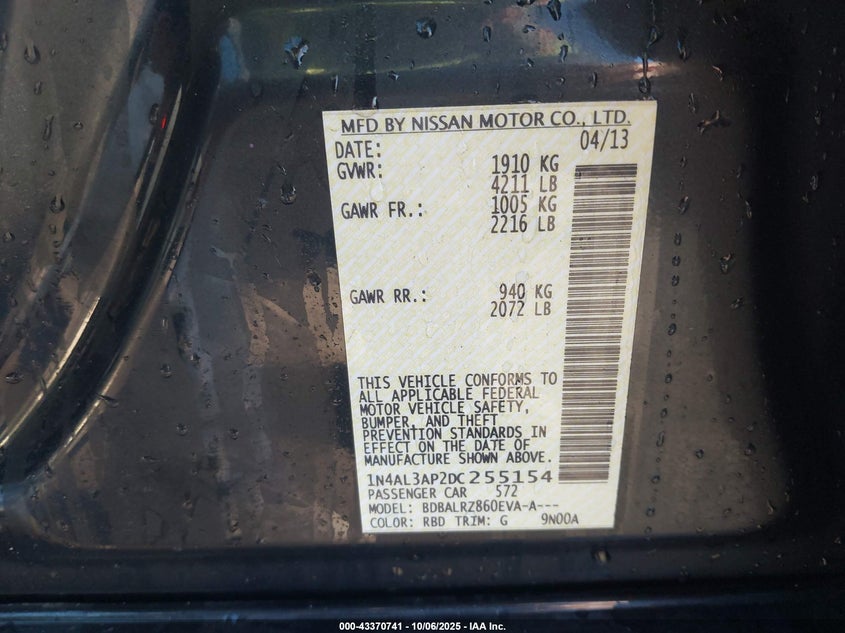 MFD BY NISSAN MOTOR CO., LTD.
DATE: 04/13
GVWR: 1910 KG
4211 LB
GAWR FR.: 1005 KG
2216 LB
GAWR RR.: 940 KG
2072 LB
THIS VEHICLE CONFORMS TO
ALL APPLICABLE FEDERAL
MOTOR VEHICLE SAFETY,
BUMPER, AND THEFT
PREVENTION STANDARDS IN
EFFECT ON THE DATE OF
MANUFACTURE SHOWN ABOVE.
1N4AL3AP2DC255154
PASSENGER CAR 572
MODEL: BDBALRZ860EVA-A---
COLOR: RBD TRIM: G 9N00A
000-43370741 - 10/06/2025 - IAA Inc.